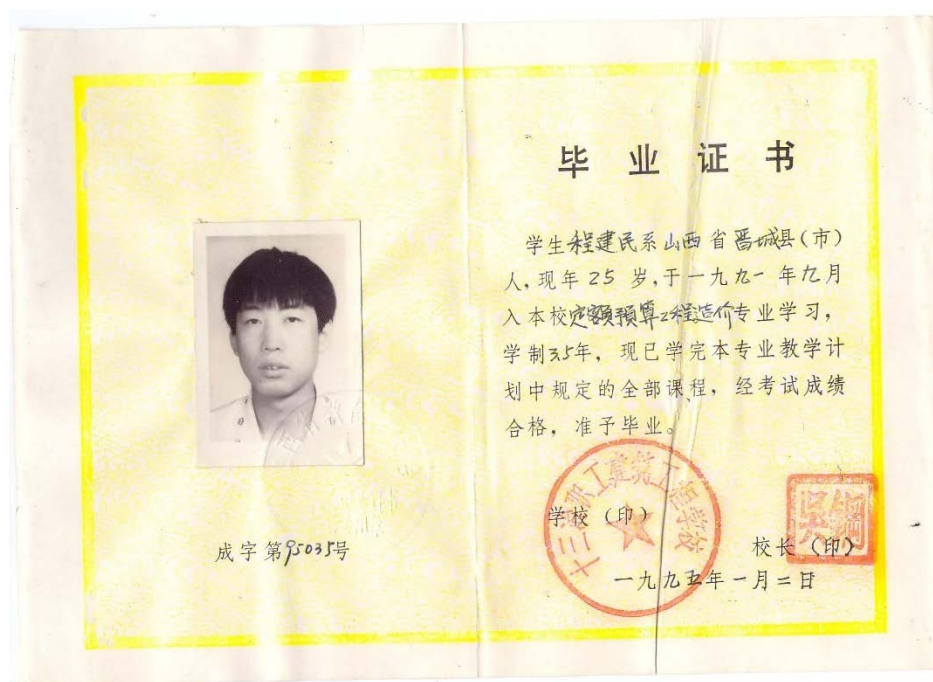 毕业证书
学生程建民系山西省晋城县(市)
人,现年25岁,于一九九一年九月
入本校定额预算工程造价专业学习,
学制3.5年,现已学完本专业教学计
划中规定的全部课程,经考试成绩
合格,准予毕业。
学校(印)
校长(印)
一九九五年一月二日
成字第95035号